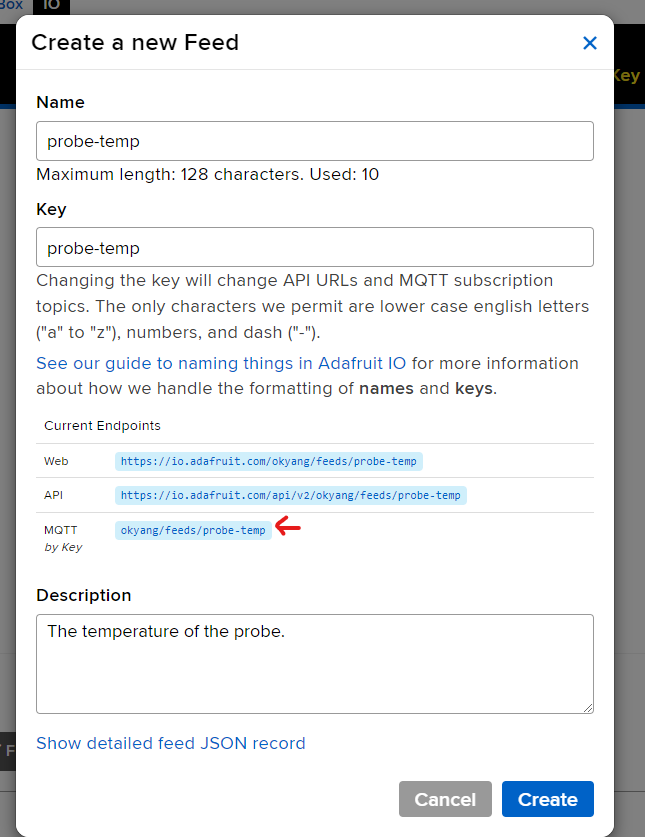 Box IO
Create a new Feed
Key
Name
probe-temp
Maximum length: 128 characters. Used: 10
Key
probe-temp
Changing the key will change API URLs and MQTT subscription
topics. The only characters we permit are lower case english letters
("a" to "z"), numbers, and dash ("-").
See our guide to naming things in Adafruit IO for more information
about how we handle the formatting of names and keys.
Current Endpoints
Web https://io.adafruit.com/okyang/feeds/probe-temp
API https://io.adafruit.com/api/v2/okyang/feeds/probe-temp
MQTT okyang/feeds/probe-temp
by Key
Description
The temperature of the probe.
Show detailed feed JSON record
Cancel Create